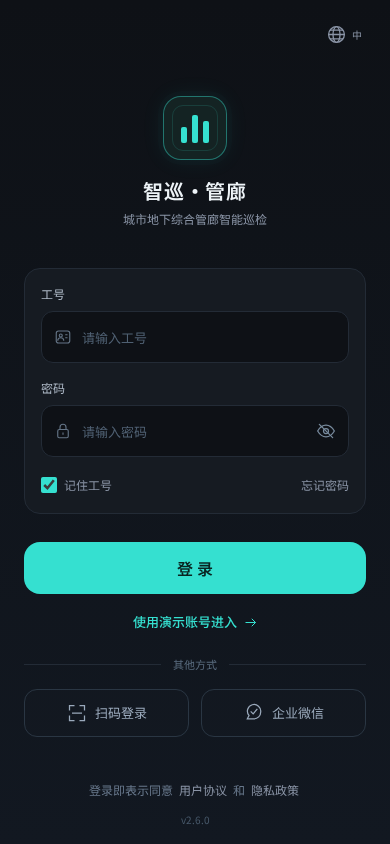 中
智巡·管廊
城市地下综合管廊智能巡检
工号
请输入工号
密码
请输入密码
记住工号 忘记密码
登录
使用演示账号进入 →
其他方式
扫码登录 企业微信
登录即表示同意 用户协议 和 隐私政策
v2.6.0